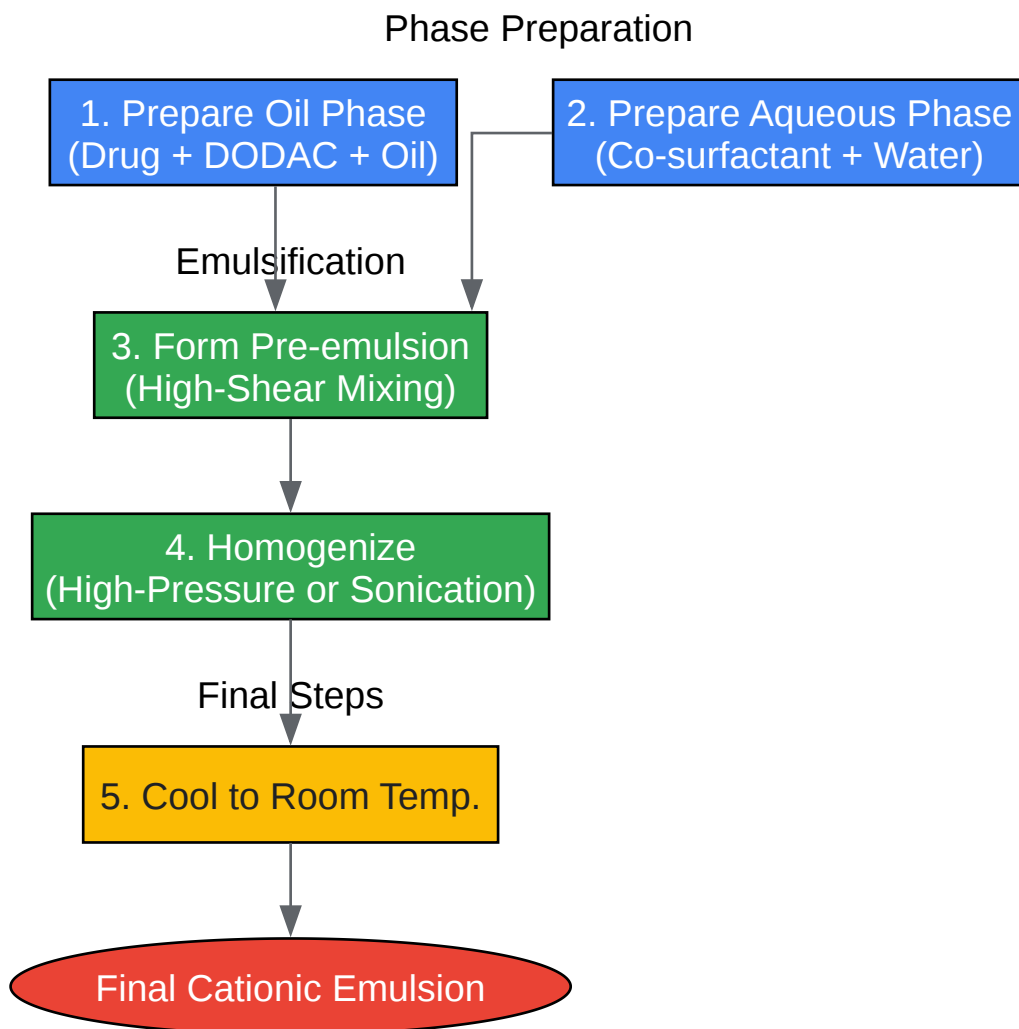 Phase Preparation
1. Prepare Oil Phase
(Drug + DODAC + Oil)
2. Prepare Aqueous Phase
(Co-surfactant + Water)
Emulsification
3. Form Pre-emulsion
(High-Shear Mixing)
4. Homogenize
(High-Pressure or Sonication)
Final Steps
5. Cool to Room Temp.
Final Cationic Emulsion